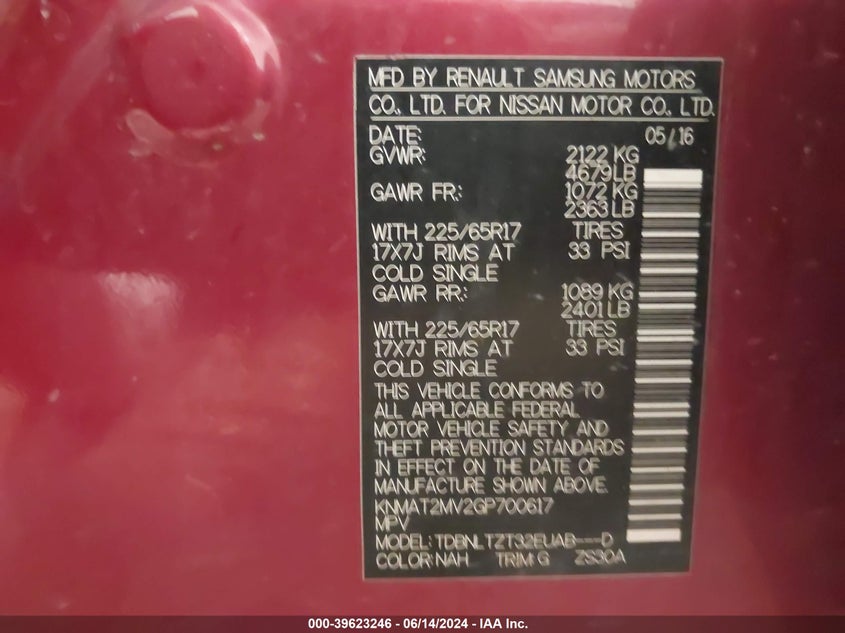 MFD BY RENAULT SAMSUNG MOTORS
CO., LTD. FOR NISSAN MOTOR CO., LTD.
DATE: 05/16
GVWR: 2122 KG
4679 LB
GAWR FR.: 1072 KG
2363 LB
WITH 225/65R17 TIRES
17X7J RIMS AT 33 PSI
COLD SINGLE
GAWR RR.: 1089 KG
2401 LB
WITH 225/65R17 TIRES
17X7J RIMS AT 33 PSI
COLD SINGLE
THIS VEHICLE CONFORMS TO
ALL APPLICABLE FEDERAL
MOTOR VEHICLE SAFETY AND
THEFT PREVENTION STANDARDS
IN EFFECT ON THE DATE OF
MANUFACTURE SHOWN ABOVE.
KNMAT2MV2GP700617
MPV
MODEL: TDBNLTZT32EUAB---D
COLOR: NAH TRIM: G ZS30A
000-39623246 - 06/14/2024 - IAA Inc.